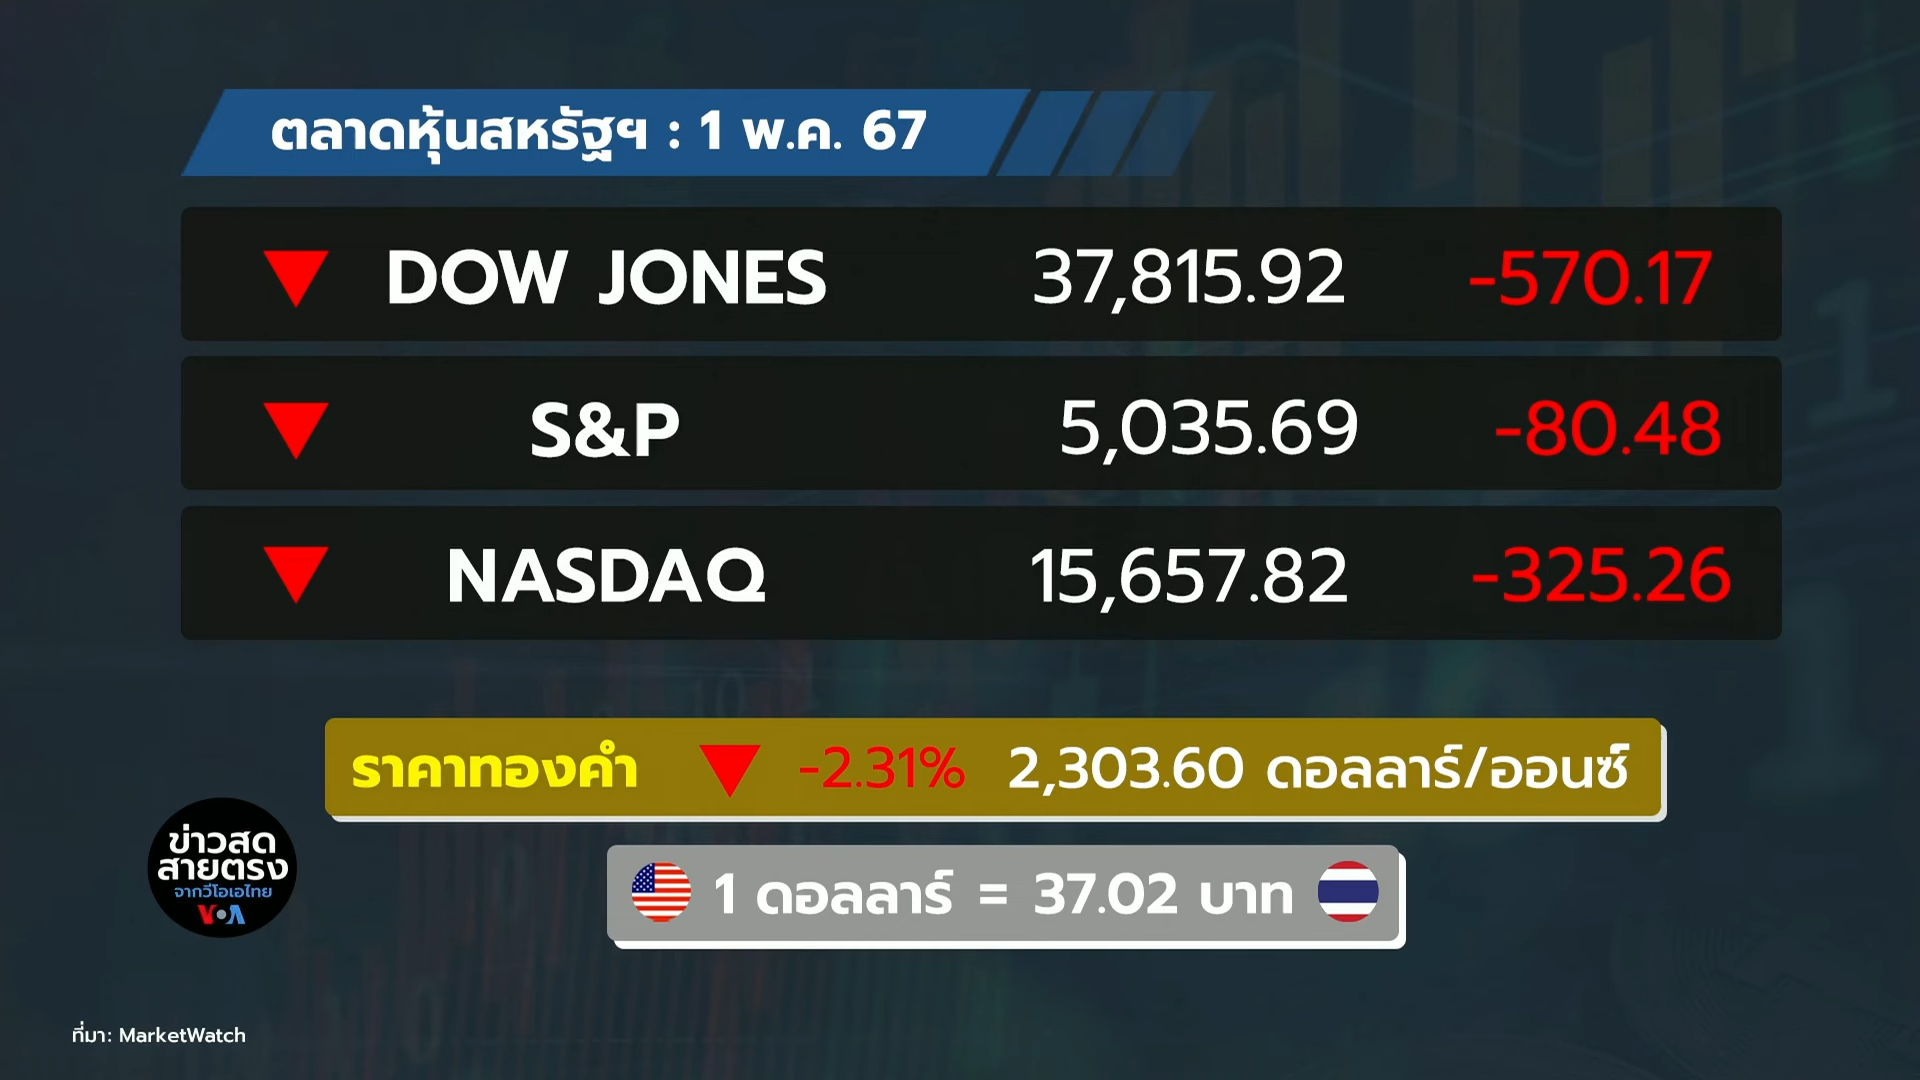 ตลาดหุ้นสหรัฐฯ : 1 พ.ค. 67
DOW JONES 37,815.92 -570.17
S&P 5,035.69 -80.48
NASDAQ 15,657.82 -325.26
ราคาทองคำ -2.31% 2,303.60 ดอลลาร์/ออนซ์
1 ดอลลาร์ = 37.02 บาท
ข่าวสด
สายตรง
จากวีโอเอไทย
VOA
ที่มา: MarketWatch